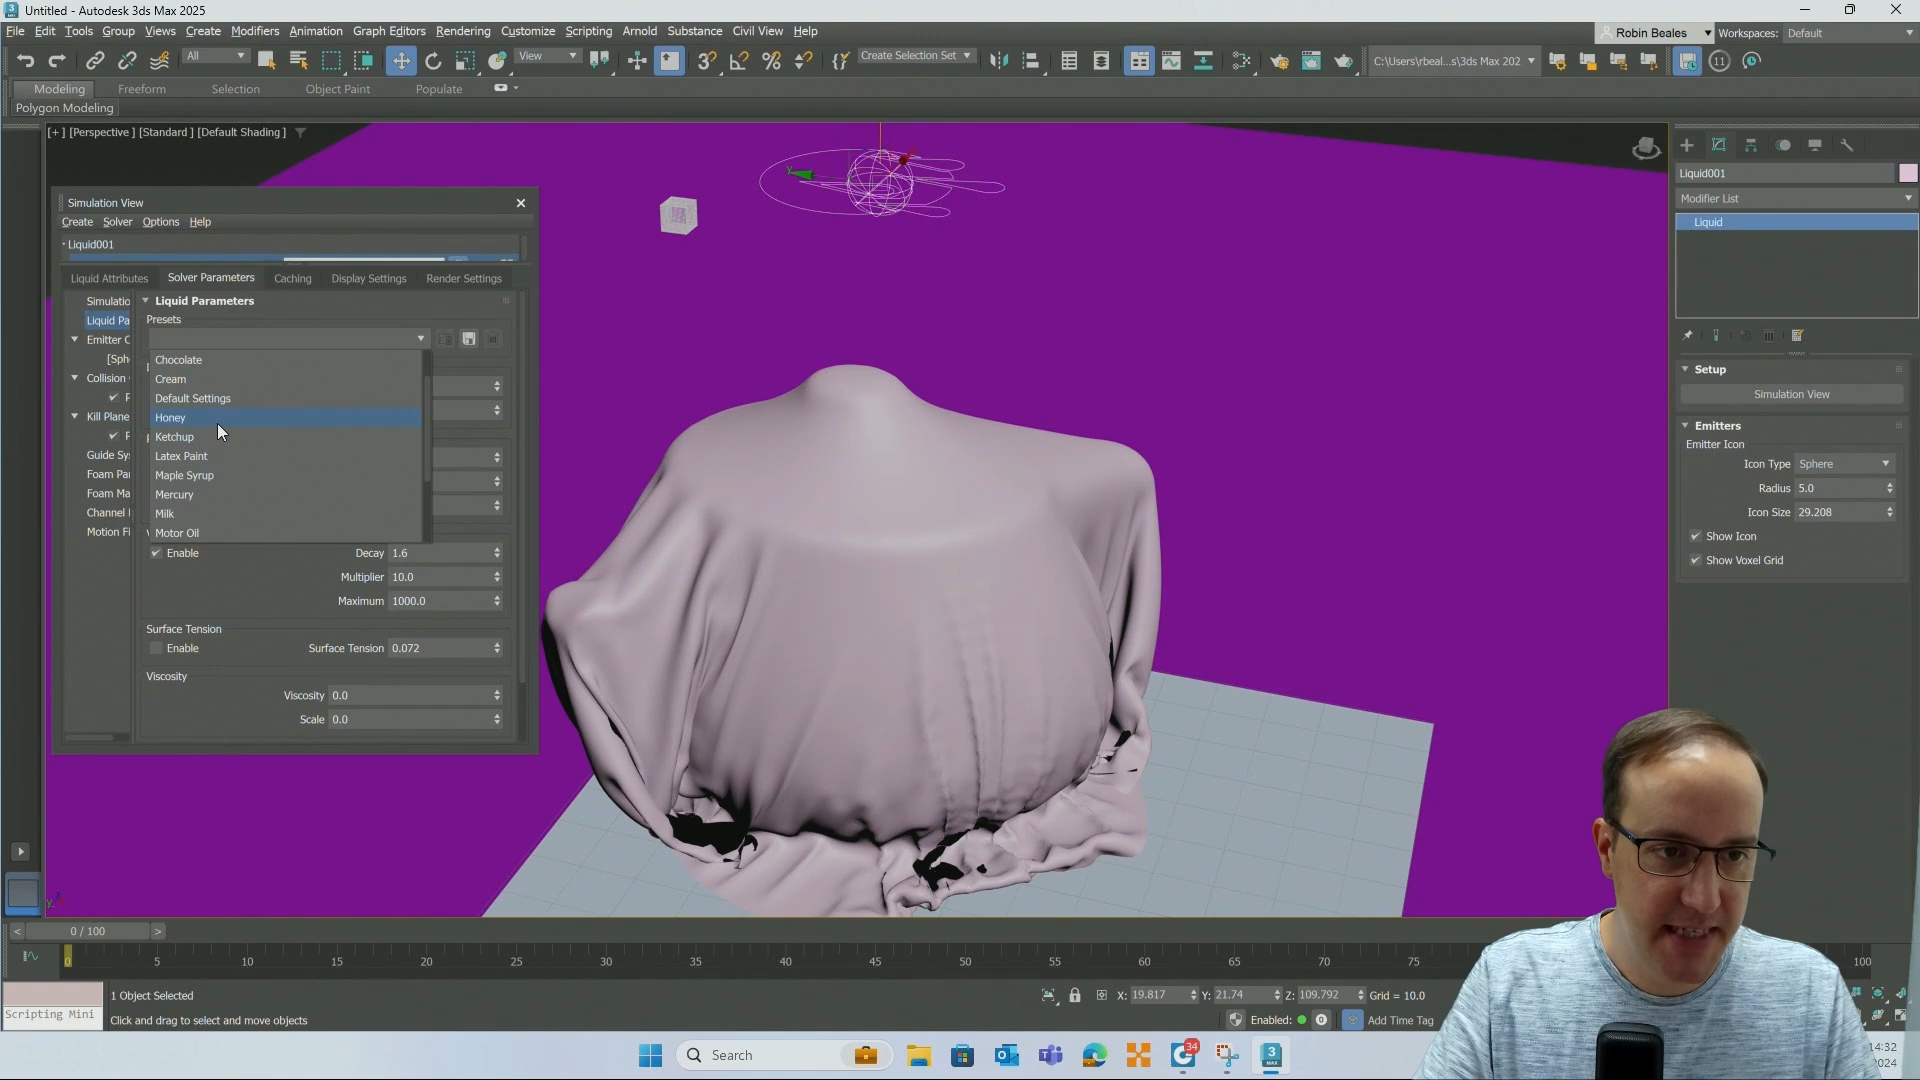 Untitled - Autodesk 3ds Max 2025
File Edit Tools Group Views Create Modifiers Animation Graph Editors Rendering Customize Scripting Arnold Substance Civil View Help
Robin Beales Workspaces: Default
All View Create Selection Set C:\Users\rbeal...s\3ds Max 202 11
Modeling Freeform Selection Object Paint Populate
Polygon Modeling
[+] [Perspective ] [Standard ] [Default Shading ]
Liquid001
Modifier List
Liquid
Simulation View
Create Solver Options Help
Liquid001
Liquid Attributes Solver Parameters Caching Display Settings Render Settings
Simulatio
Liquid Pa
Emitter C
[Sph
Collision
F
Kill Plane
F
Guide Sy
Foam Par
Foam Ma
Channel
Motion Fi
Liquid Parameters
Presets
Chocolate
Cream
Default Settings
Honey
Ketchup
Latex Paint
Maple Syrup
Mercury
Milk
Motor Oil
Enable Decay 1.6
Multiplier 10.0
Maximum 1000.0
Surface Tension
Enable Surface Tension 0.072
Viscosity
Viscosity 0.0
Scale 0.0
Setup
Simulation View
Emitters
Emitter Icon
Icon Type Sphere
Radius 5.0
Icon Size 29.208
Show Icon
Show Voxel Grid
y
< 0 / 100 >
0 5 10 15 20 25 30 35 40 45 50 55 60 65 70 75 100
1 Object Selected
X: 19.817 Y: 21.74 Z: 109.792 Grid = 10.0
Scripting Mini
Click and drag to select and move objects
Enabled: Add Time Tag
Search
34
3
MAX
14:32
2024